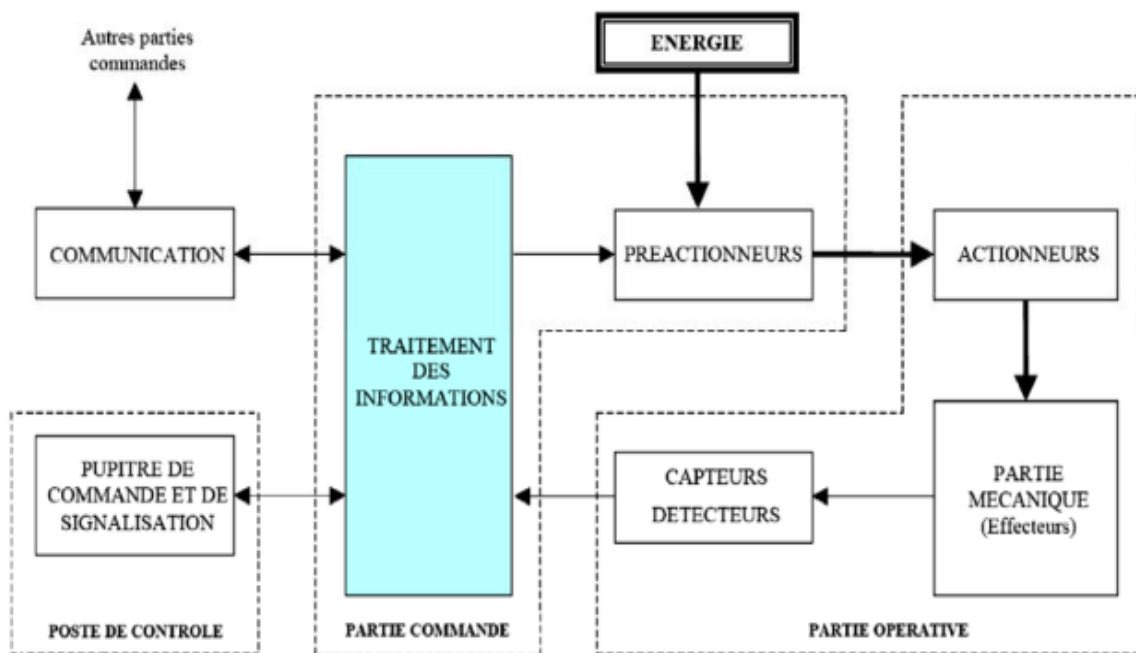 Autres parties
commandes
ENERGIE
COMMUNICATION
PREACTIONNEURS
ACTIONNEURS
TRAITEMENT
DES
INFORMATIONS
PUPITRE DE
COMMANDE ET DE
SIGNALISATION
CAPTEURS
DETECTEURS
PARTIE
MECANIQUE
(Effecteurs)
POSTE DE CONTROLE
PARTIE COMMANDE
PARTIE OPERATIVE